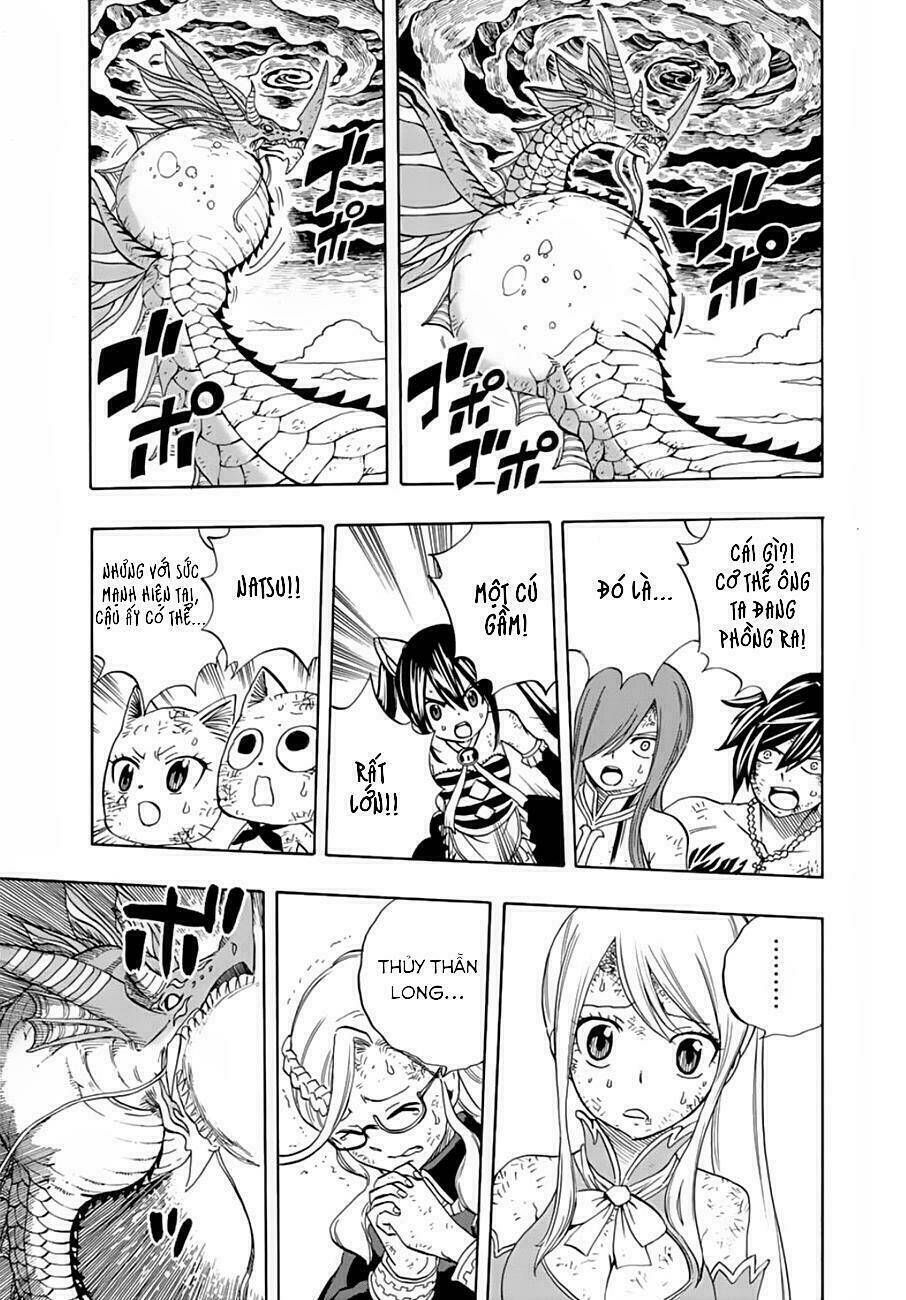 ゴポ
ゴポ
ゴポ
ゴポ
ゴポ
CÁI GÌ?!
CƠ THỂ ÔNG
TA ĐANG
PHỒNG RA!
ĐÓ LÀ...
MỘT CÚ
GẦM!
RẤT
LỚN!!
NATSU!!
NHƯNG VỚI SỨC
MẠNH HIỆN TẠI,
CẬU ẤY CÓ THỂ...
........
THỦY THẦN
LONG...
ボゴ